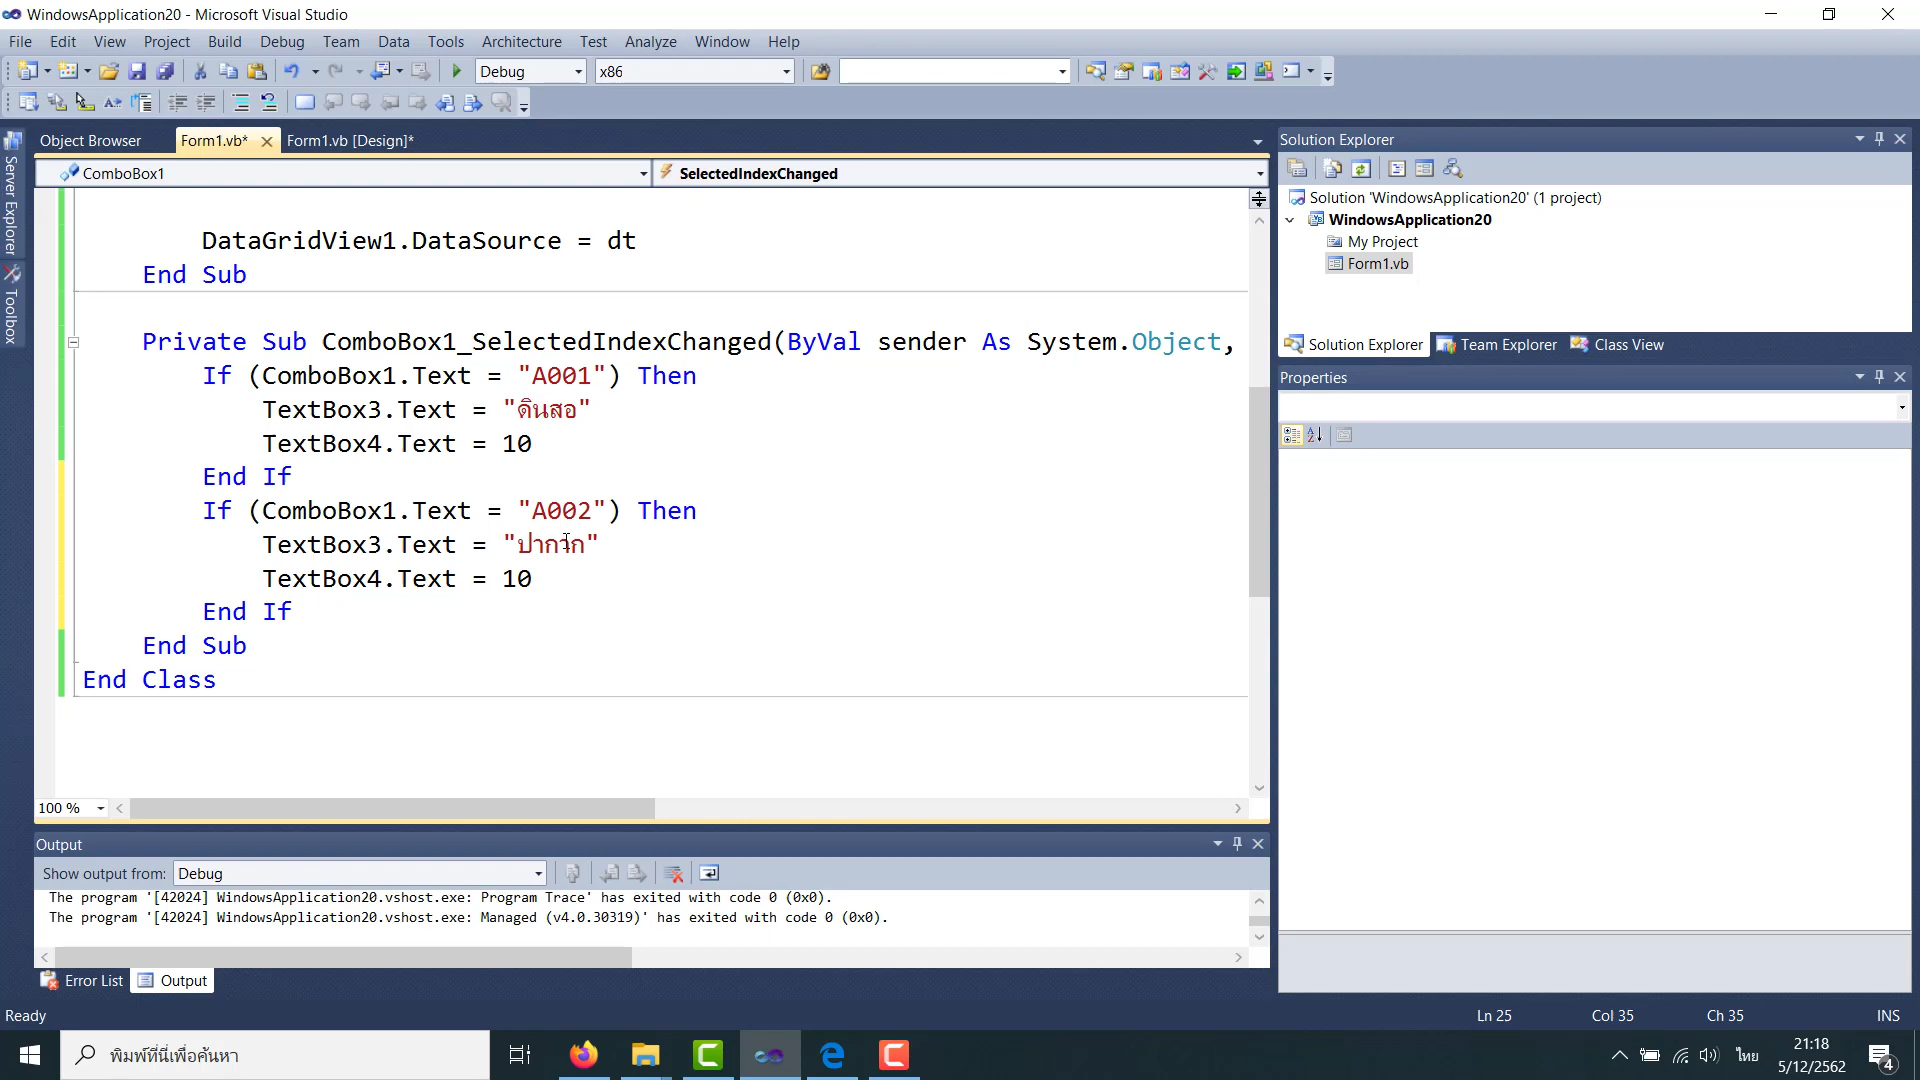 WindowsApplication20 - Microsoft Visual Studio
File Edit View Project Build Debug Team Data Tools Architecture Test Analyze Window Help
Debug x86
Object Browser Form1.vb* Form1.vb [Design]*
ComboBox1 SelectedIndexChanged
DataGridView1.DataSource = dt
End Sub
Private Sub ComboBox1_SelectedIndexChanged(ByVal sender As System.Object,
If (ComboBox1.Text = "A001") Then
TextBox3.Text = "ดินสอ"
TextBox4.Text = 10
End If
If (ComboBox1.Text = "A002") Then
TextBox3.Text = "ปากาก"
TextBox4.Text = 10
End If
End Sub
End Class
100 %
Server Explorer
Toolbox
Solution Explorer
Solution 'WindowsApplication20' (1 project)
WindowsApplication20
My Project
Form1.vb
Solution Explorer Team Explorer Class View
Properties
Output
Show output from: Debug
The program '[42024] WindowsApplication20.vshost.exe: Program Trace' has exited with code 0 (0x0).
The program '[42024] WindowsApplication20.vshost.exe: Managed (v4.0.30319)' has exited with code 0 (0x0).
Error List Output
Ready Ln 25 Col 35 Ch 35 INS
พิมพ์ที่นี่เพื่อค้นหา
ไทย
21:18
5/12/2562
4